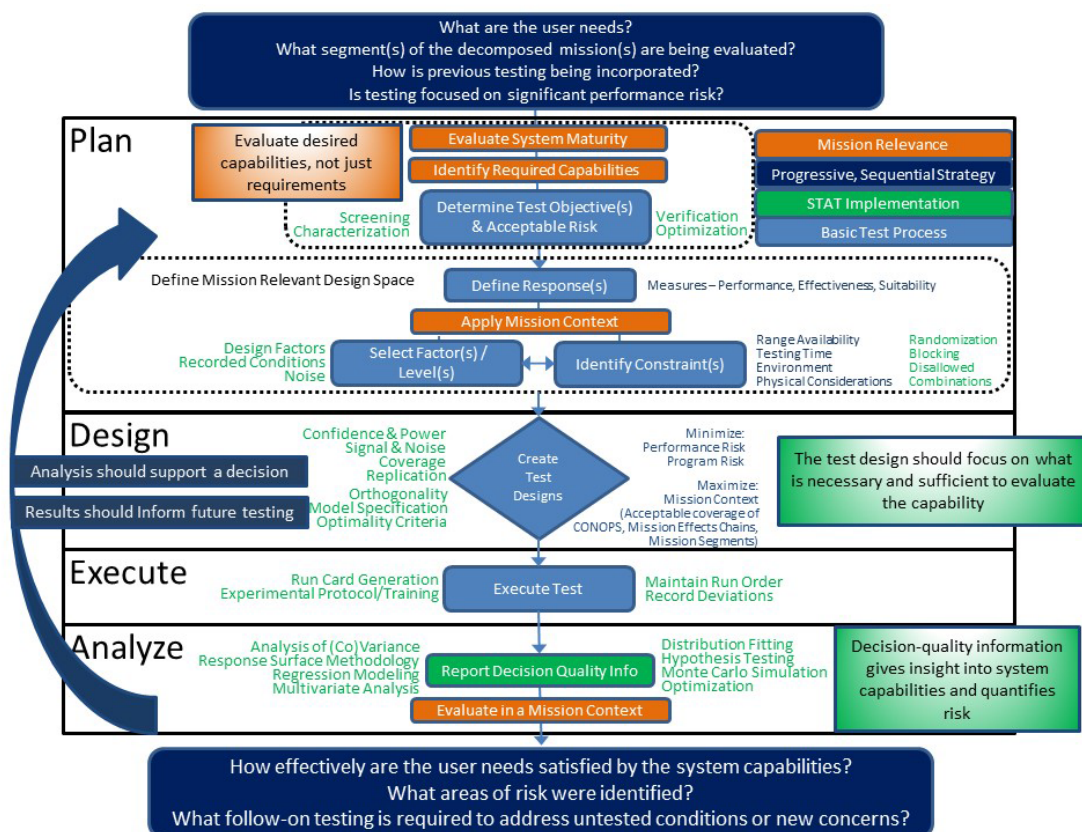 What are the user needs?
What segment(s) of the decomposed mission(s) are being evaluated?
How is previous testing being incorporated?
Is testing focused on significant performance risk?
Plan
Evaluate desired
capabilities, not just
requirements
Evaluate System Maturity
Identify Required Capabilities
Screening
Characterization
Determine Test Objective(s)
& Acceptable Risk
Verification
Optimization
Mission Relevance
Progressive, Sequential Strategy
STAT Implementation
Basic Test Process
Define Mission Relevant Design Space
Define Response(s)
Measures – Performance, Effectiveness, Suitability
Apply Mission Context
Design Factors
Recorded Conditions
Noise
Select Factor(s) /
Level(s)
Identify Constraint(s)
Range Availability
Testing Time
Environment
Physical Considerations
Randomization
Blocking
Disallowed
Combinations
Design
Analysis should support a decision
Results should Inform future testing
Confidence & Power
Signal & Noise
Coverage
Replication
Orthogonality
Model Specification
Optimality Criteria
Create
Test
Designs
Minimize:
Performance Risk
Program Risk
Maximize:
Mission Context
(Acceptable coverage of
CONOPS, Mission Effects Chains,
Mission Segments)
The test design should focus on what
is necessary and sufficient to evaluate
the capability
Execute
Run Card Generation
Experimental Protocol/Training
Execute Test
Maintain Run Order
Record Deviations
Analyze
Analysis of (Co)Variance
Response Surface Methodology
Regression Modeling
Multivariate Analysis
Report Decision Quality Info
Distribution Fitting
Hypothesis Testing
Monte Carlo Simulation
Optimization
Evaluate in a Mission Context
Decision-quality information
gives insight into system
capabilities and quantifies
risk
How effectively are the user needs satisfied by the system capabilities?
What areas of risk were identified?
What follow-on testing is required to address untested conditions or new concerns?